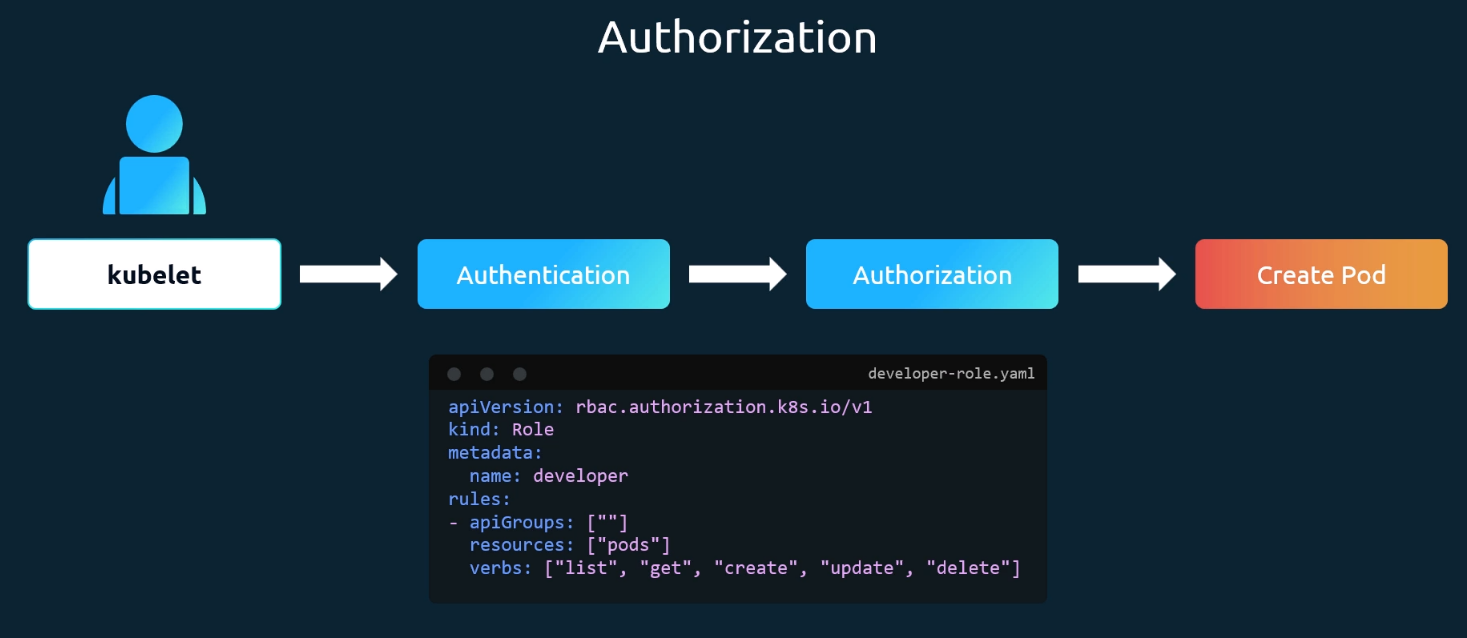 Authorization
kubelet
Authentication
Authorization
Create Pod
developer-role.yaml
apiVersion: rbac.authorization.k8s.io/v1
kind: Role
metadata:
  name: developer
rules:
- apiGroups: [""]
  resources: ["pods"]
  verbs: ["list", "get", "create", "update", "delete"]